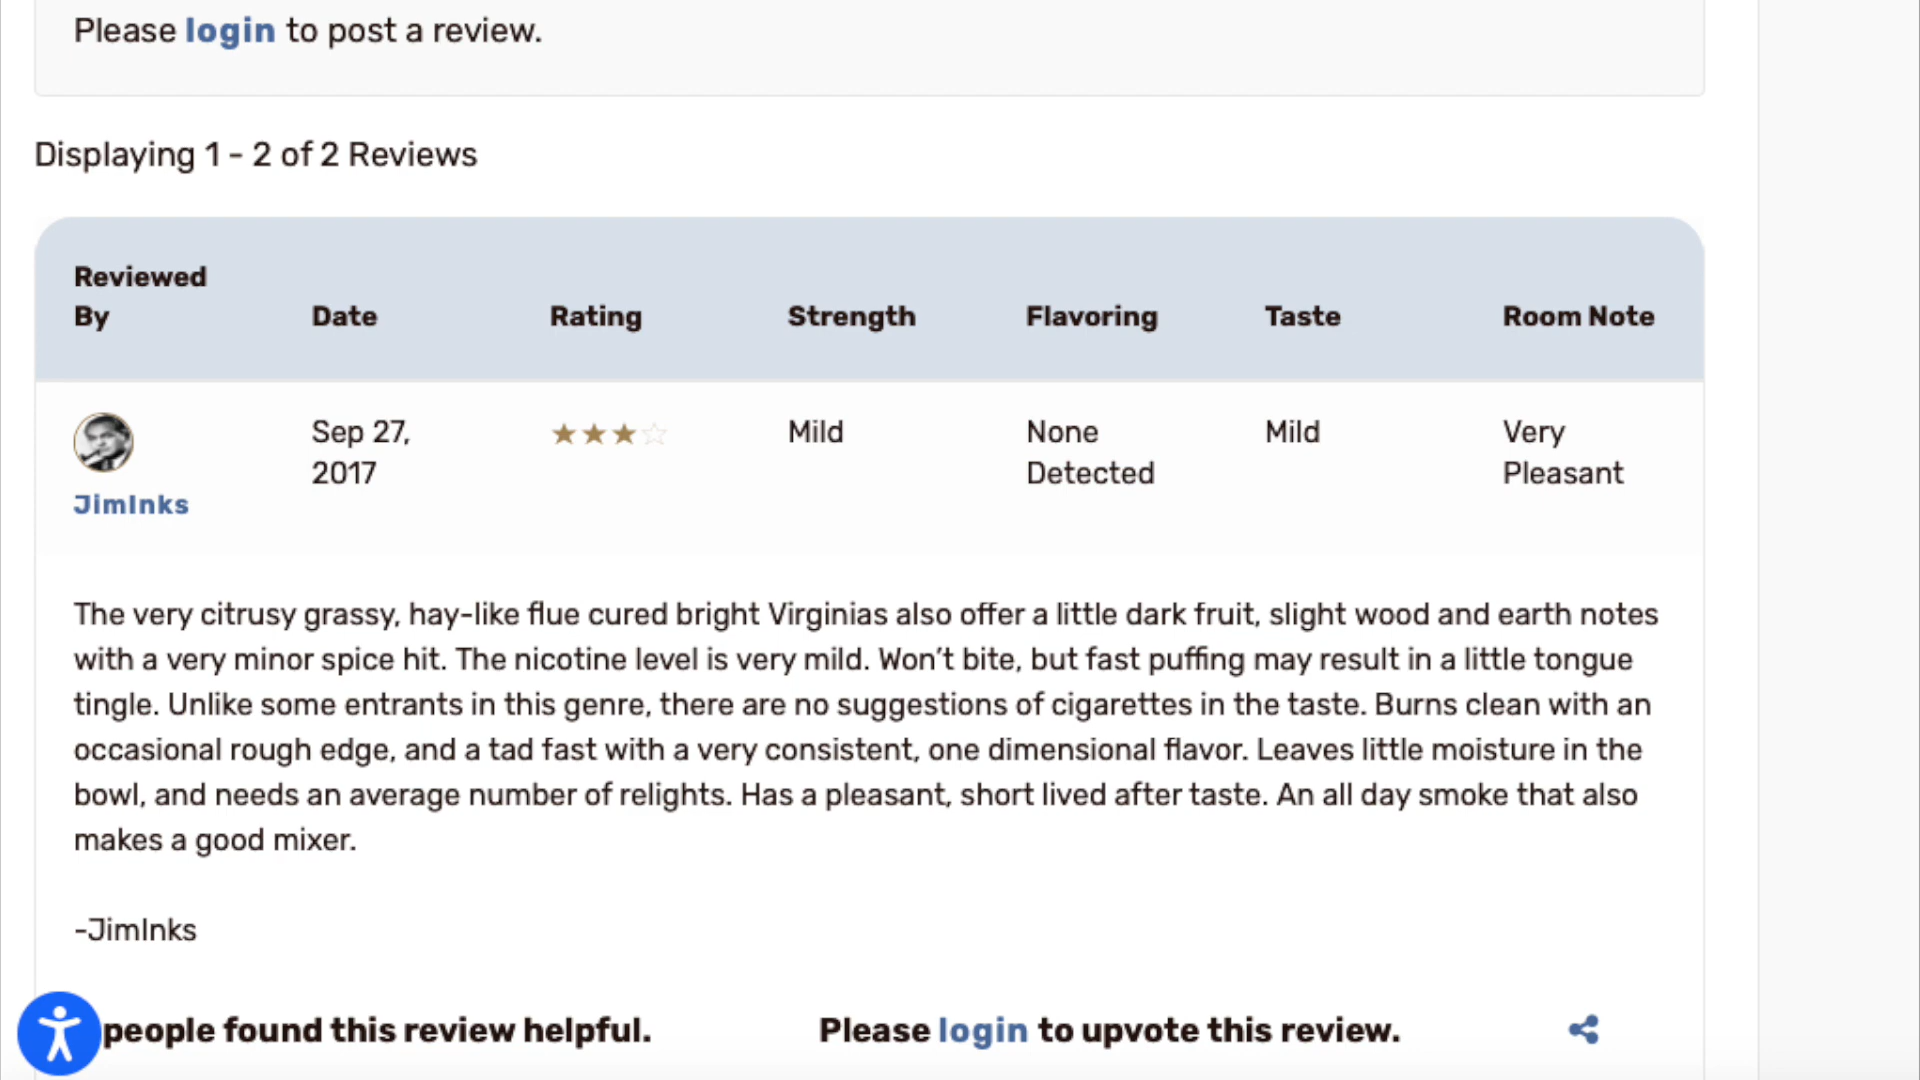 Please login to post a review.
Displaying 1 - 2 of 2 Reviews
Reviewed
By
Date
Rating
Strength
Flavoring
Taste
Room Note
JimInks
Sep 27,
2017
Mild
None
Detected
Mild
Very
Pleasant
The very citrusy grassy, hay-like flue cured bright Virginias also offer a little dark fruit, slight wood and earth notes
with a very minor spice hit. The nicotine level is very mild. Won't bite, but fast puffing may result in a little tongue
tingle. Unlike some entrants in this genre, there are no suggestions of cigarettes in the taste. Burns clean with an
occasional rough edge, and a tad fast with a very consistent, one dimensional flavor. Leaves little moisture in the
bowl, and needs an average number of relights. Has a pleasant, short lived after taste. An all day smoke that also
makes a good mixer.
-JimInks
people found this review helpful.
Please login to upvote this review.